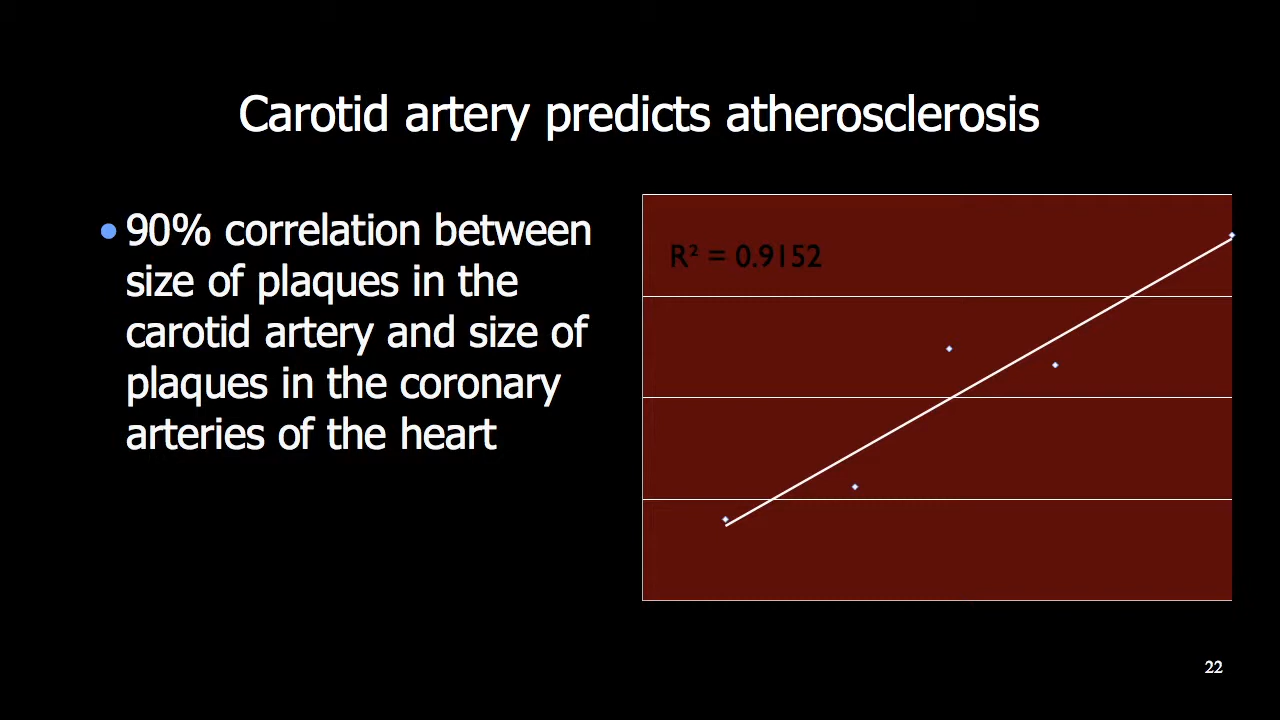 Carotid artery predicts atherosclerosis
• 90% correlation between
size of plaques in the
carotid artery and size of
plaques in the coronary
arteries of the heart
R² = 0.9152
22